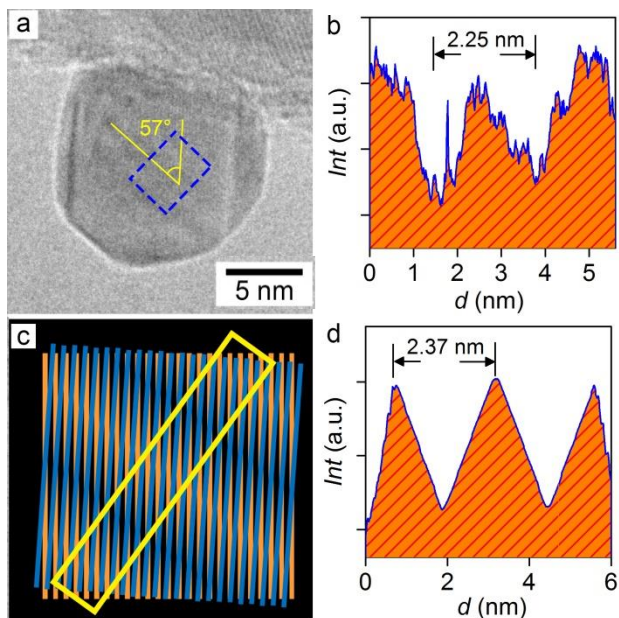 a
57°
5 nm
b
2.25 nm
Int (a.u.)
0 1 2 3 4 5
d (nm)
c
d
2.37 nm
Int (a.u.)
0 2 4 6
d (nm)